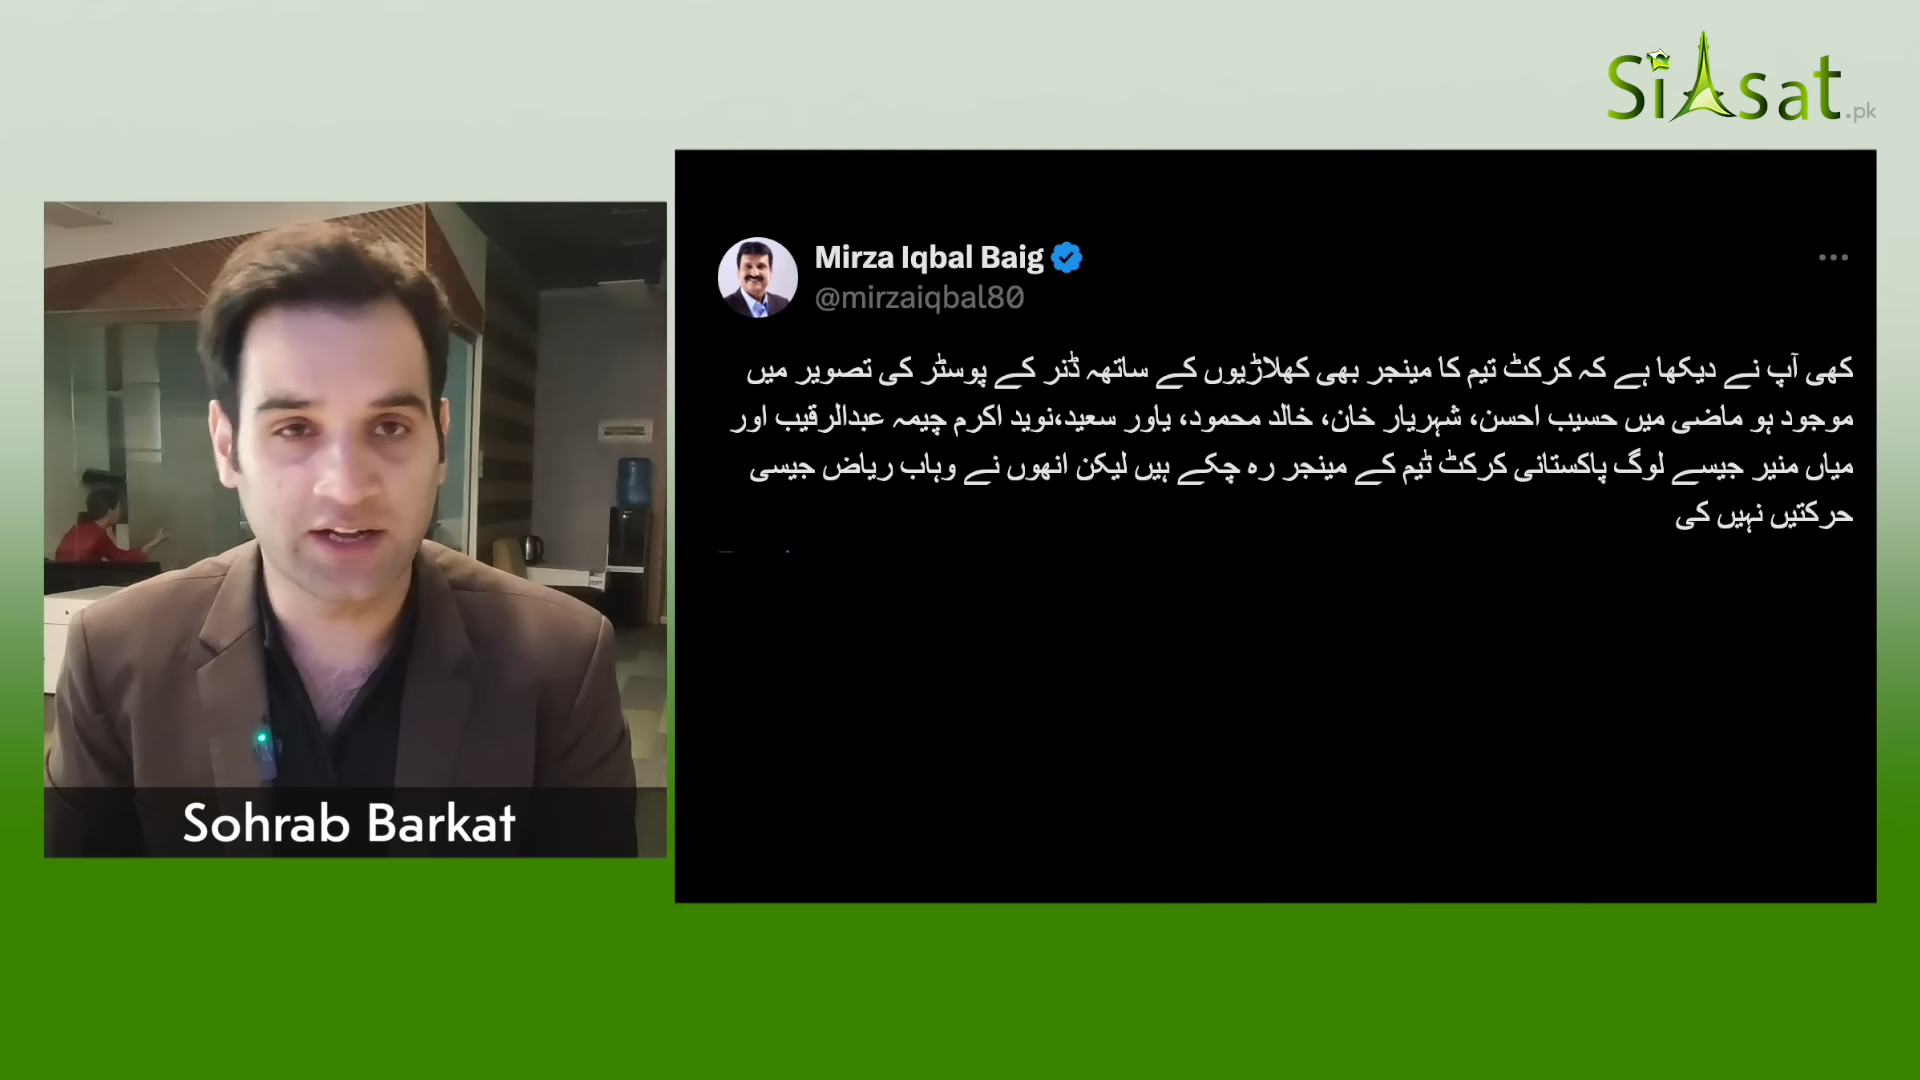 SiAsat.pk
Mirza Iqbal Baig
@mirzaiqbal80
کھی آپ نے دیکھا ہے کہ کرکٹ تیم کا مینجر بھی کھلاڑیوں کے ساتھہ ڈنر کے پوسٹر کی تصویر میں
موجود ہو ماضی میں حسیب احسن، شہریار خان، خالد محمود، یاور سعید،نوید اکرم چیمہ عبدالرقیب اور
میاں منیر جیسے لوگ پاکستانی کرکٹ ٹیم کے مینجر رہ چکے ہیں لیکن انھوں نے وہاب ریاض جیسی
حرکتیں نہیں کی
Sohrab Barkat